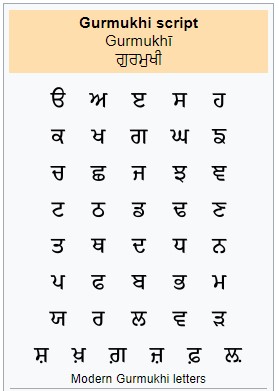 Gurmukhi script
Gurmukhī
ਗੁਰਮੁਖੀ
ੳ ਅ ੲ ਸ ਹ
ਕ ਖ ਗ ਘ ਙ
ਚ ਛ ਜ ਝ ਞ
ਟ ਠ ਡ ਢ ਣ
ਤ ਥ ਦ ਧ ਨ
ਪ ਫ ਬ ਭ ਮ
ਯ ਰ ਲ ਵ ੜ
ਸ਼ ਖ਼ ਗ਼ ਜ਼ ਫ਼ ਲ਼
Modern Gurmukhi letters